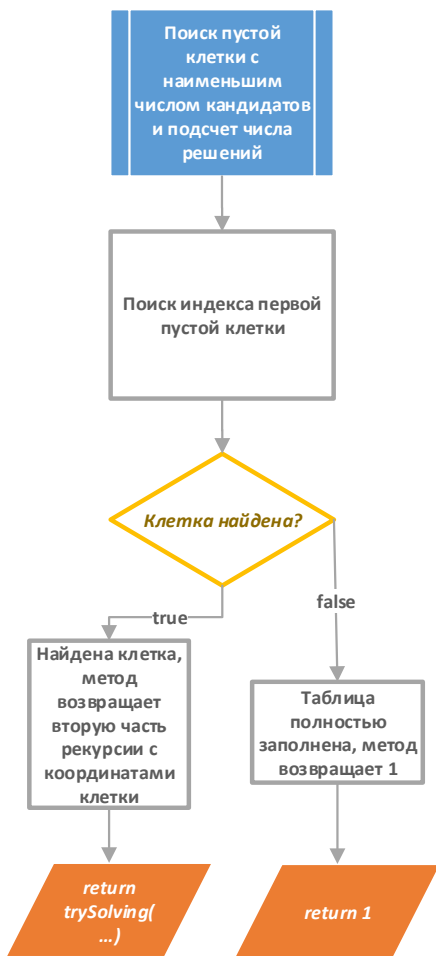 Поиск пустой
клетки с
наименьшим
числом кандидатов
и подсчет числа
решений
Поиск индекса первой
пустой клетки
Клетка найдена?
true
false
Найдена клетка,
метод
возвращает
вторую часть
рекурсии с
координатами
клетки
Таблица
полностью
заполнена, метод
возвращает 1
return
trySolving(
...)
return 1